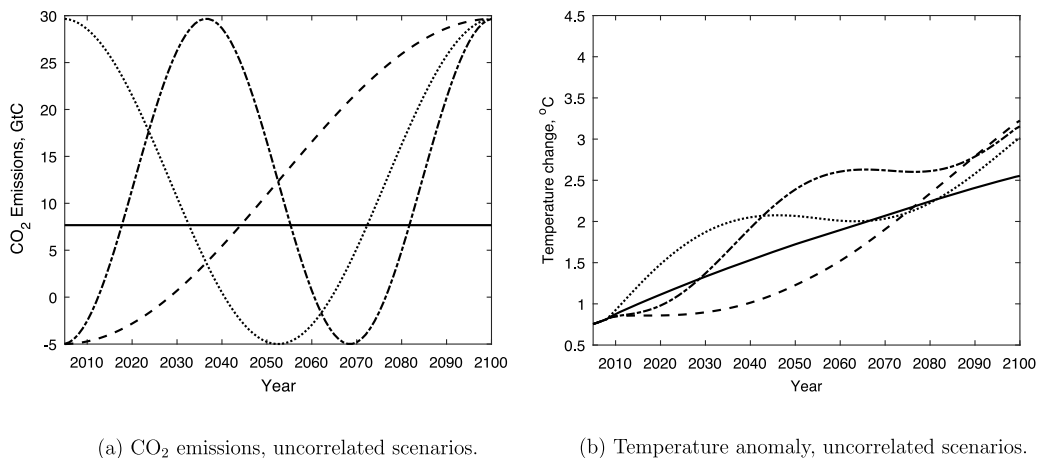 30
25
20
15
10
5
0
-5
CO2 Emissions, GtC
2010 2020 2030 2040 2050 2060 2070 2080 2090 2100
Year
(a) CO2 emissions, uncorrelated scenarios.
4.5
4
3.5
3
2.5
2
1.5
1
0.5
Temperature change, °C
2010 2020 2030 2040 2050 2060 2070 2080 2090 2100
Year
(b) Temperature anomaly, uncorrelated scenarios.